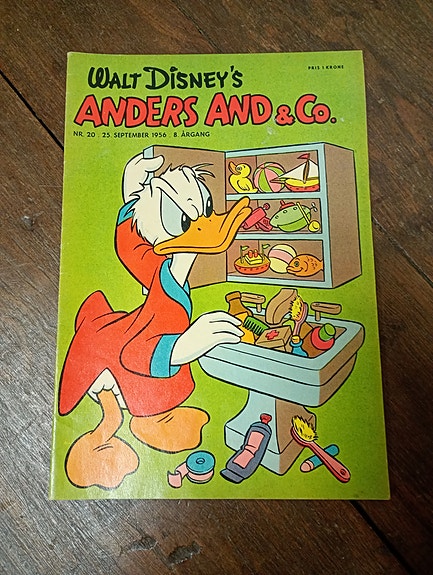 WALT DISNEY'S
PRIS 1 KRONE
ANDERS AND & Co.
NR. 20 . 25. SEPTEMBER 1956 . 8. ÅRGANG